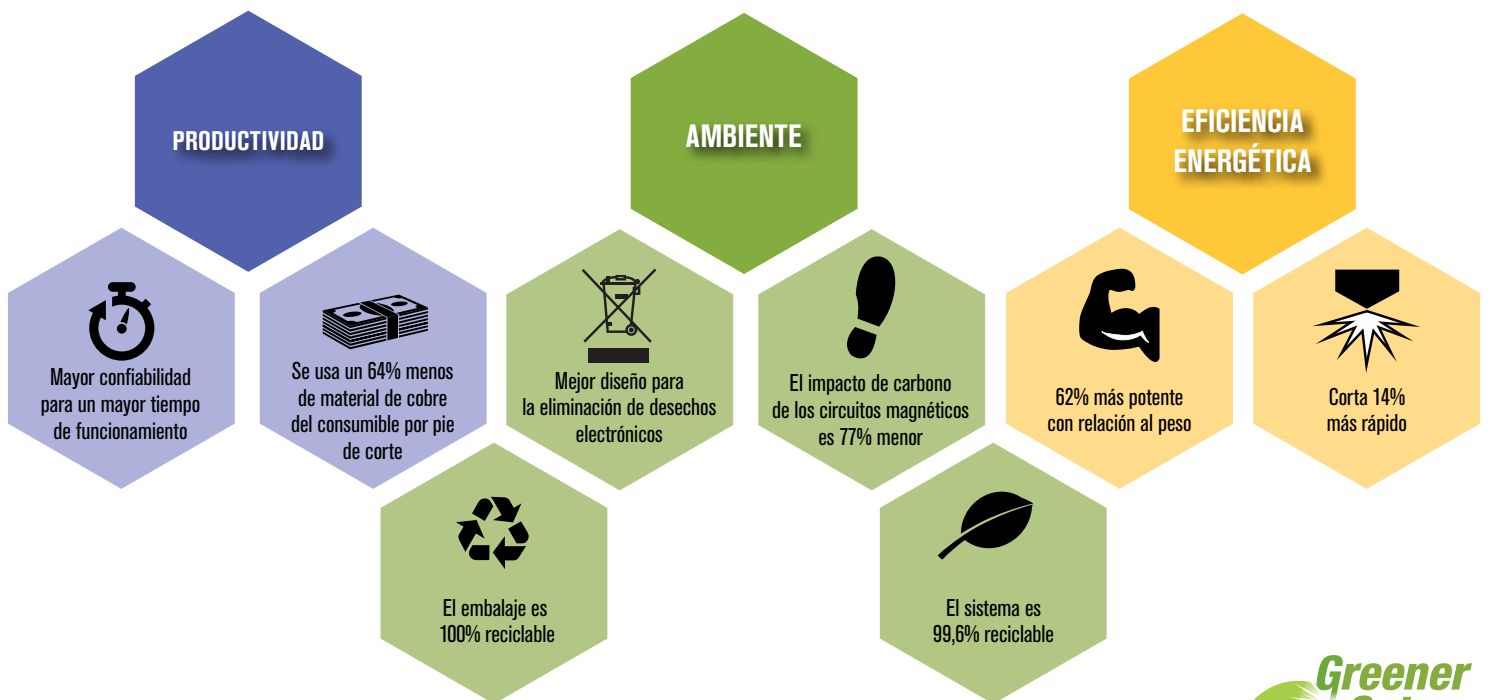 PRODUCTIVIDAD
AMBIENTE
EFICIENCIA
ENERGÉTICA
Mayor confiabilidad
para un mayor tiempo
de funcionamiento
Se usa un 64% menos
de material de cobre
del consumible por pie
de corte
Mejor diseño para
la eliminación de desechos
electrónicos
El impacto de carbono
de los circuitos magnéticos
es 77% menor
62% más potente
con relación al peso
Corta 14%
más rápido
El embalaje es
100% reciclable
El sistema es
99,6% reciclable
Greener